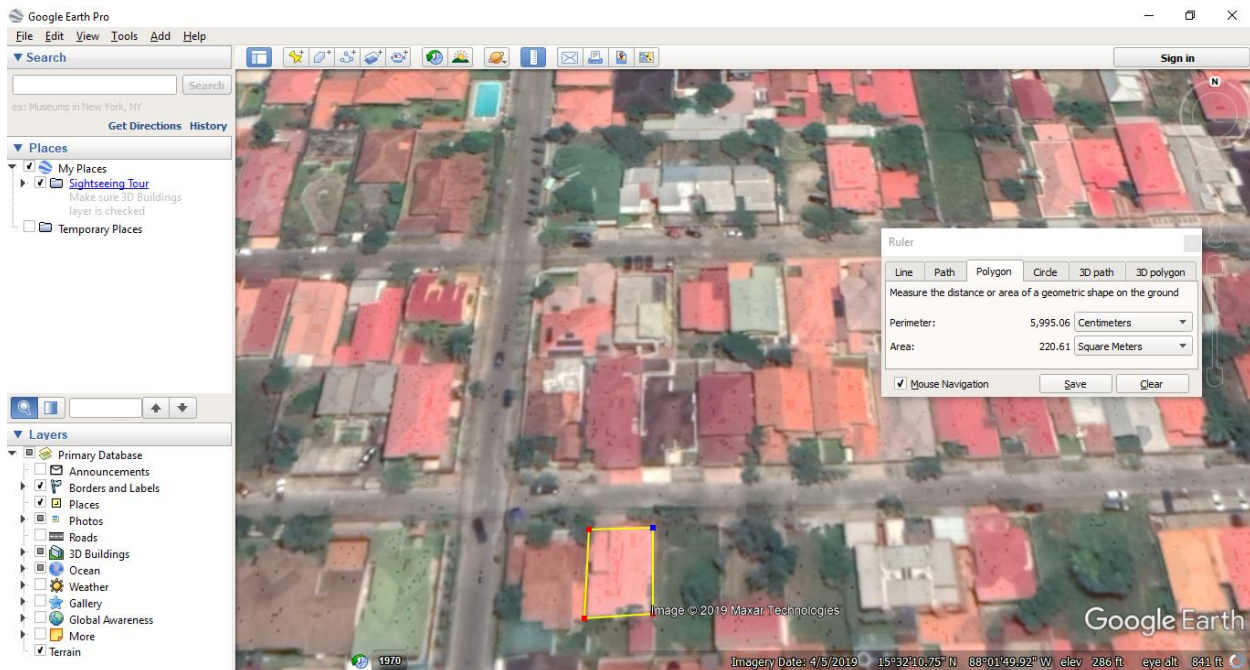 Google Earth Pro
File Edit View Tools Add Help
Search
Search
ex: Museums in New York, NY
Get Directions History
Places
My Places
Sightseeing Tour
Make sure 3D Buildings
layer is checked
Temporary Places
Layers
Primary Database
Announcements
Borders and Labels
Places
Photos
Roads
3D Buildings
Ocean
Weather
Gallery
Global Awareness
More
Terrain
Sign in
N
Ruler
Line Path Polygon Circle 3D path 3D polygon
Measure the distance or area of a geometric shape on the ground
Perimeter: 5,995.06 Centimeters
Area: 220.61 Square Meters
Mouse Navigation Save Clear
Image © 2019 Maxar Technologies
Google Earth
1970
Imagery Date: 4/5/2019 15°32'10.75" N 88°01'49.92" W elev 286 ft eye alt 841 ft